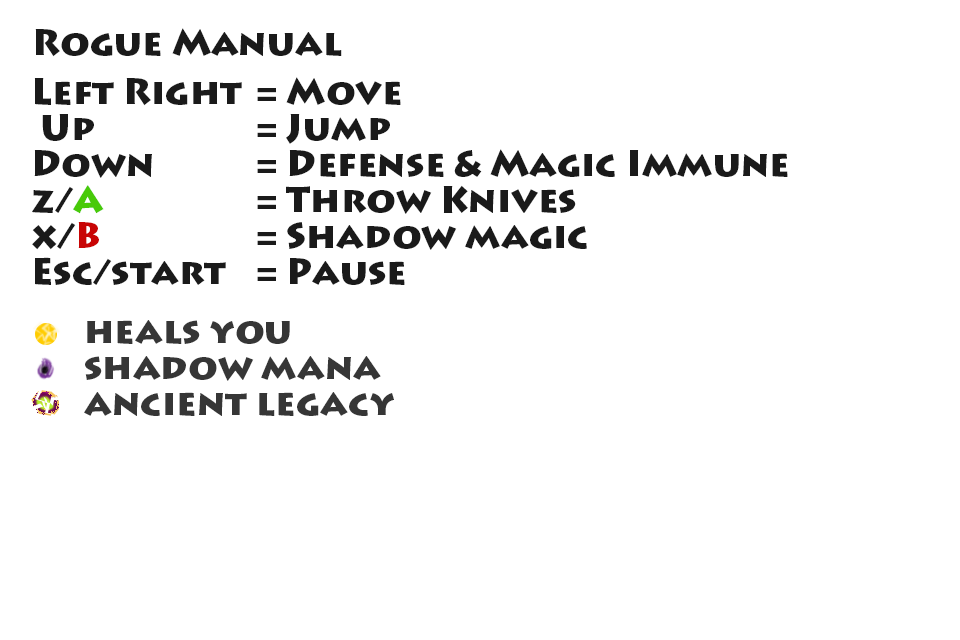 Rogue Manual
Left Right = Move
Up = Jump
Down = Defense & Magic Immune
z/A = Throw Knives
x/B = Shadow magic
Esc/start = Pause
heals you
shadow mana
ancient legacy